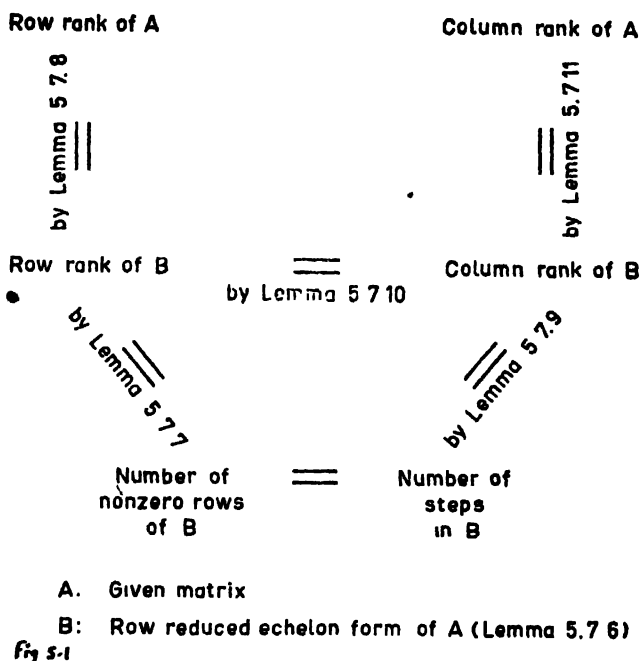 Row rank of A
Column rank of A
by Lemma 5 7.8
by Lemma 5.7 11
Row rank of B
by Lemma 5 7 10
Column rank of B
by Lemma 5 7 7
by Lemma 5 7.9
Number of
nonzero rows
of B
Number of
steps
in B
A. Given matrix
B: Row reduced echelon form of A (Lemma 5.7 6)
Fig 5.1